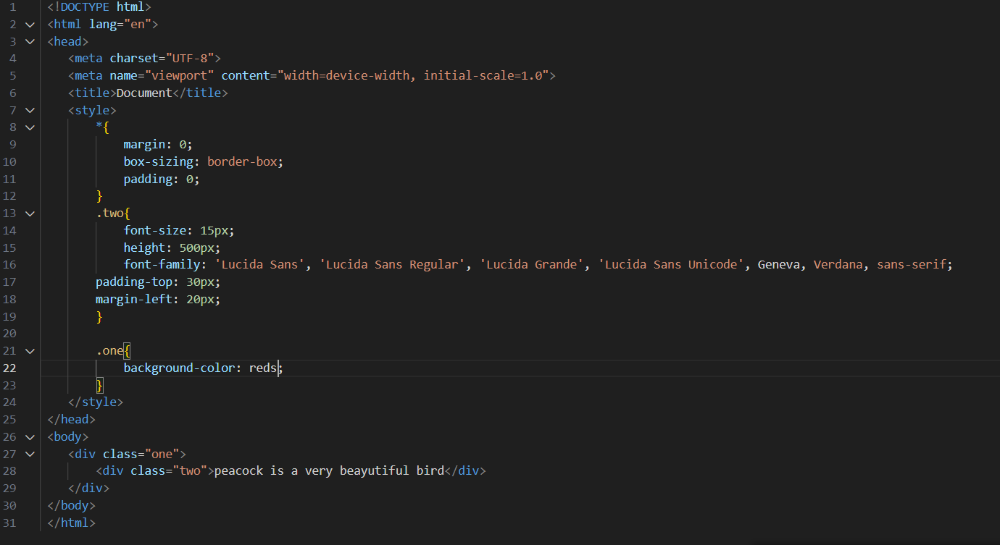 1 <!DOCTYPE html>
2 <html lang="en">
3 <head>
4 <meta charset="UTF-8">
5 <meta name="viewport" content="width=device-width, initial-scale=1.0">
6 <title>Document</title>
7 <style>
8 *{
9 margin: 0;
10 box-sizing: border-box;
11 padding: 0;
12 }
13 .two{
14 font-size: 15px;
15 height: 500px;
16 font-family: 'Lucida Sans', 'Lucida Sans Regular', 'Lucida Grande', 'Lucida Sans Unicode', Geneva, Verdana, sans-serif;
17 padding-top: 30px;
18 margin-left: 20px;
19 }
20
21 .one{
22 background-color: reds;
23 }
24 </style>
25 </head>
26 <body>
27 <div class="one">
28 <div class="two">peacock is a very beayutiful bird</div>
29 </div>
30 </body>
31 </html>